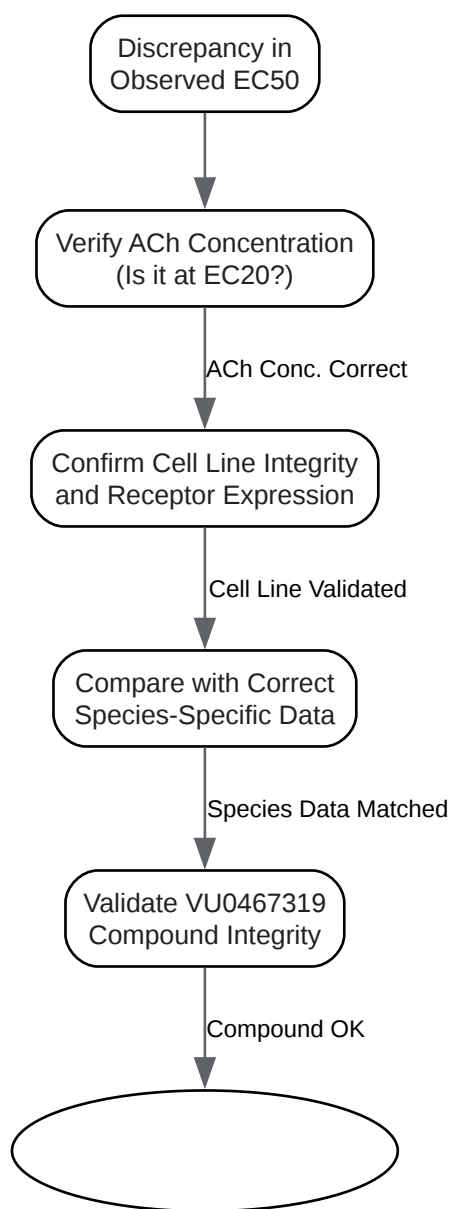 Discrepancy in
Observed EC50
Verify ACh Concentration
(Is it at EC20?)
ACh Conc. Correct
Confirm Cell Line Integrity
and Receptor Expression
Cell Line Validated
Compare with Correct
Species-Specific Data
Species Data Matched
Validate VU0467319
Compound Integrity
Compound OK